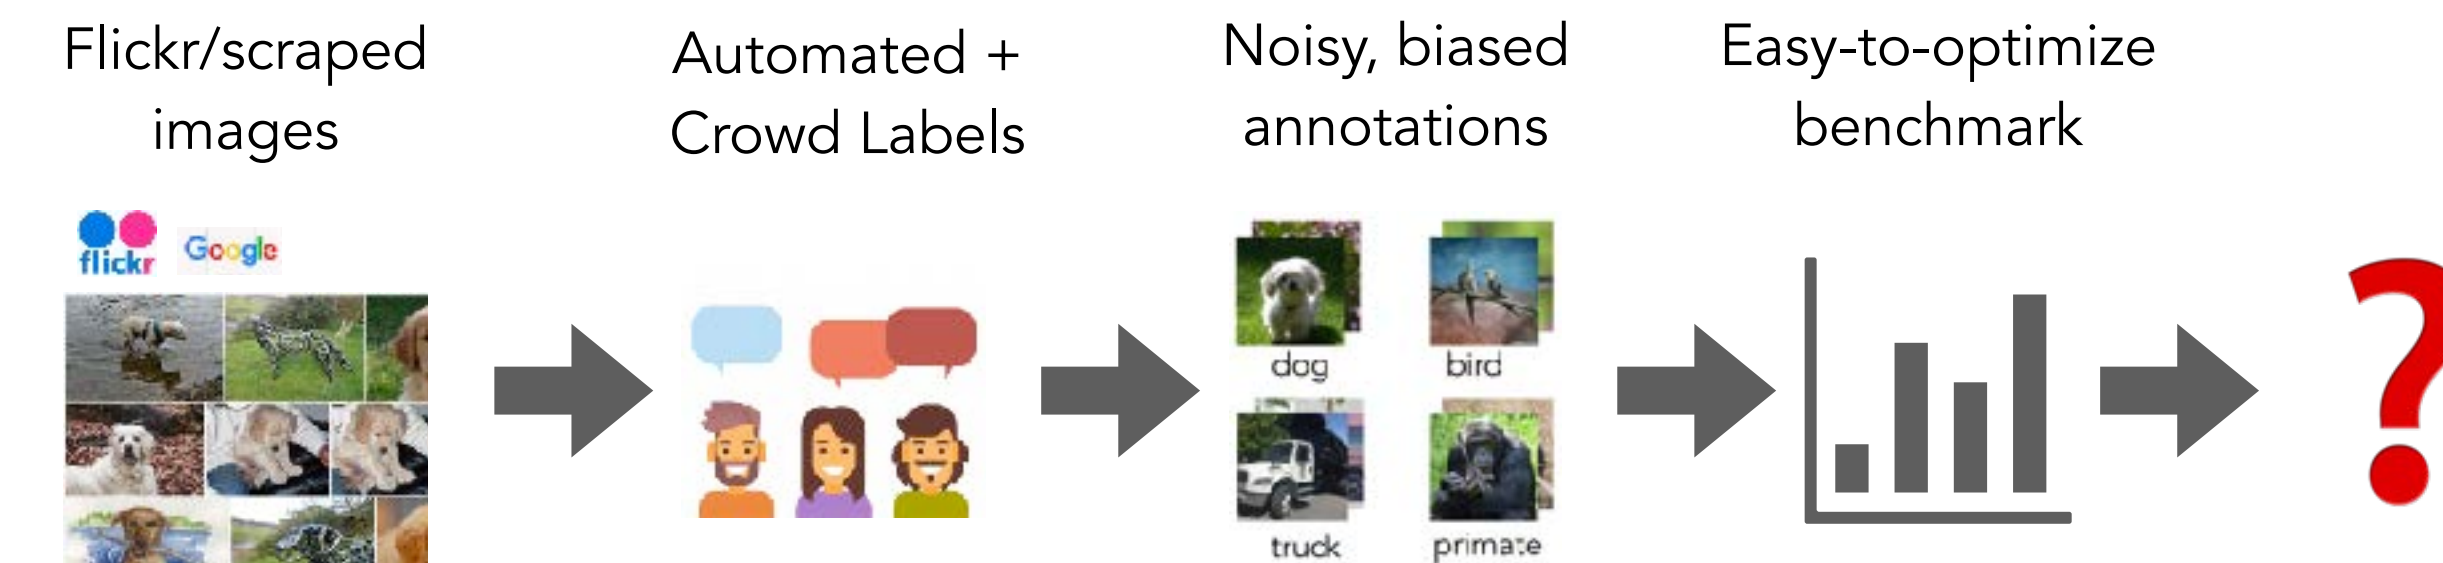 Flickr/scraped
images
Automated +
Crowd Labels
Noisy, biased
annotations
Easy-to-optimize
benchmark
flickr
Google
dog
bird
truck
primate
?